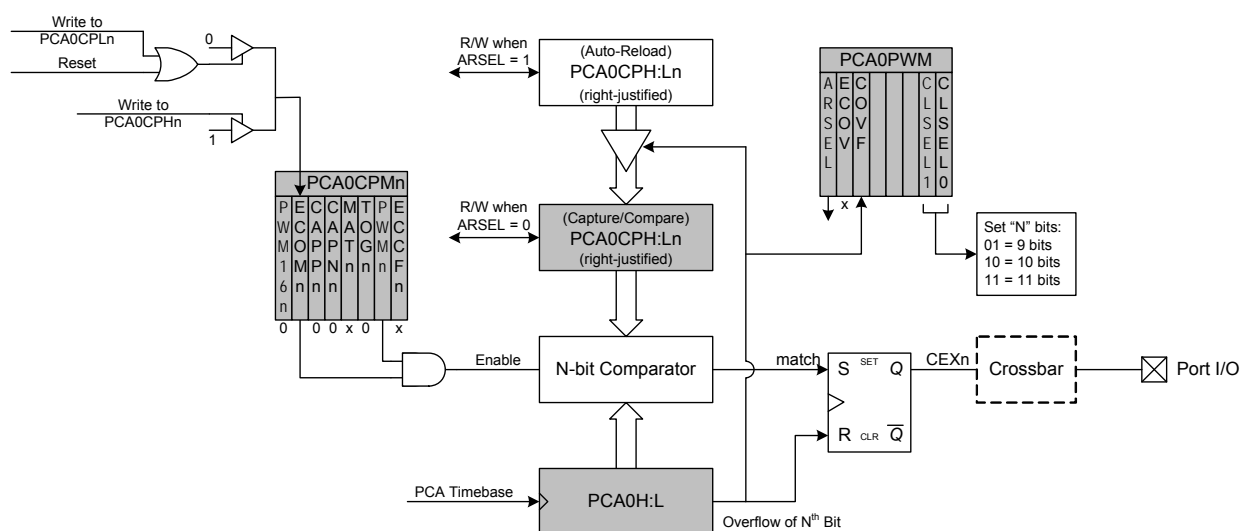 Write to
PCA0CPLn
Reset
0
Write to
PCA0CPHn
1
R/W when
ARSEL = 1
(Auto-Reload)
PCA0CPH:Ln
(right-justified)
PCA0PWM
ARSEL
ECOV
COVF
CLSEL1
CLSEL0
x
PCA0CPMn
PWM16n
ECOMn
CAPPn
CAPNn
MATn
TOGn
PWMn
ECCFn
0
0
0
x
0
x
R/W when
ARSEL = 0
(Capture/Compare)
PCA0CPH:Ln
(right-justified)
Set “N” bits:
01 = 9 bits
10 = 10 bits
11 = 11 bits
Enable
N-bit Comparator
match
S SET Q
R CLR Q
CEXn
Crossbar
Port I/O
PCA Timebase
PCA0H:L
Overflow of Nth Bit